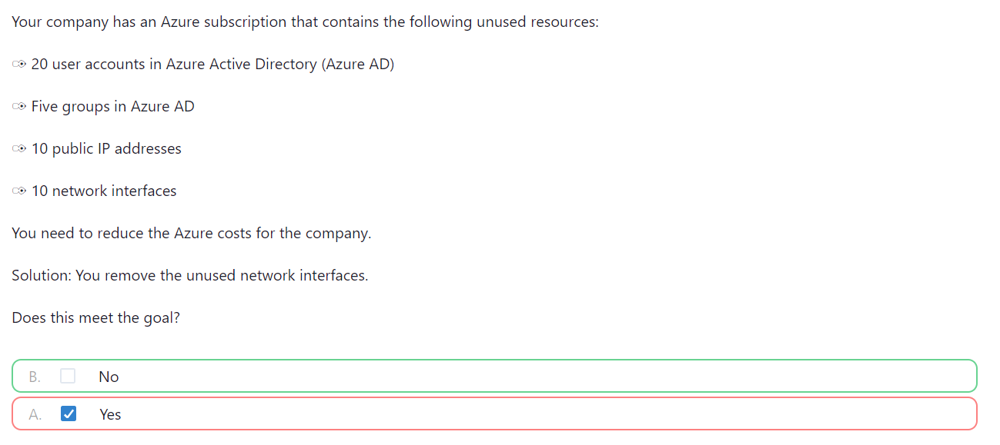 Your company has an Azure subscription that contains the following unused resources:
20 user accounts in Azure Active Directory (Azure AD)
Five groups in Azure AD
10 public IP addresses
10 network interfaces
You need to reduce the Azure costs for the company.
Solution: You remove the unused network interfaces.
Does this meet the goal?
B. No
A. Yes